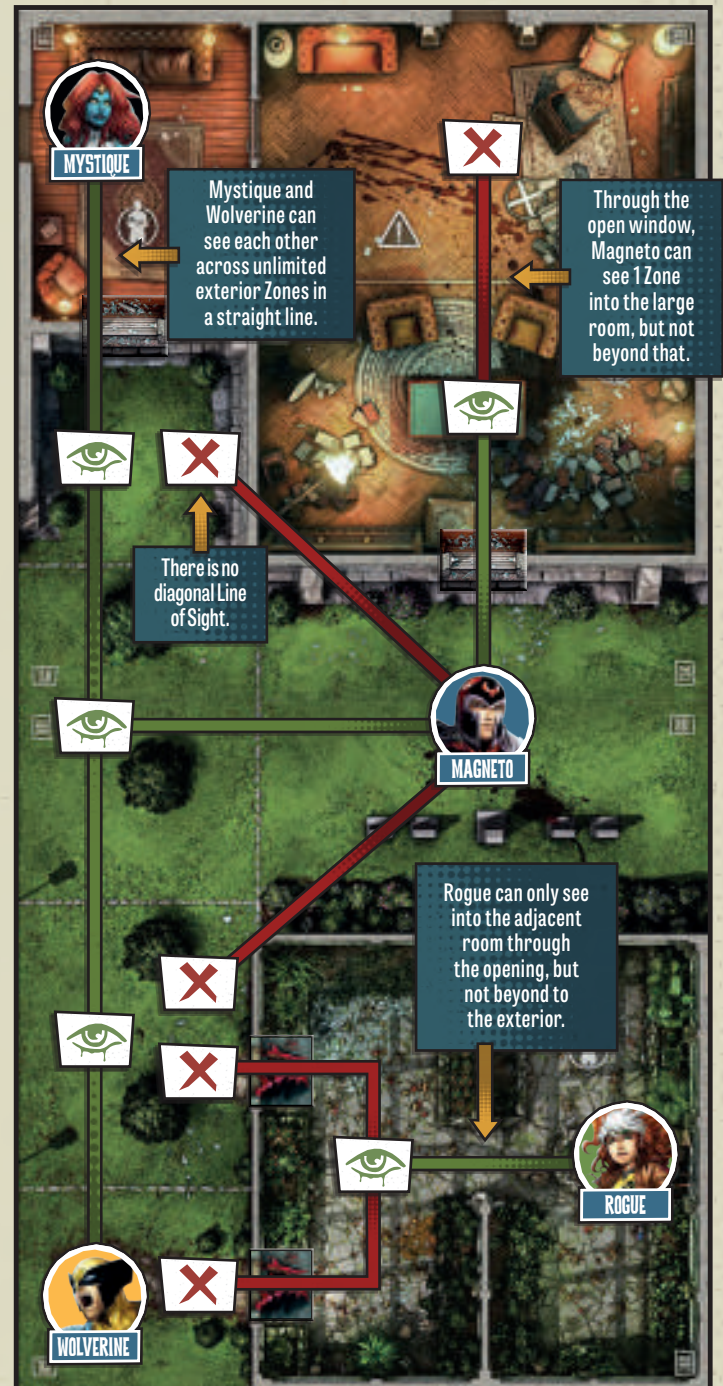 MYSTIQUE
Mystique and
Wolverine can
see each other
across unlimited
exterior Zones in
a straight line.
Through the
open window,
Magneto can
see 1 Zone
into the large
room, but not
beyond that.
There is no
diagonal Line
of Sight.
MAGNETO
Rogue can only see
into the adjacent
room through
the opening, but
not beyond to
the exterior.
ROGUE
WOLVERINE